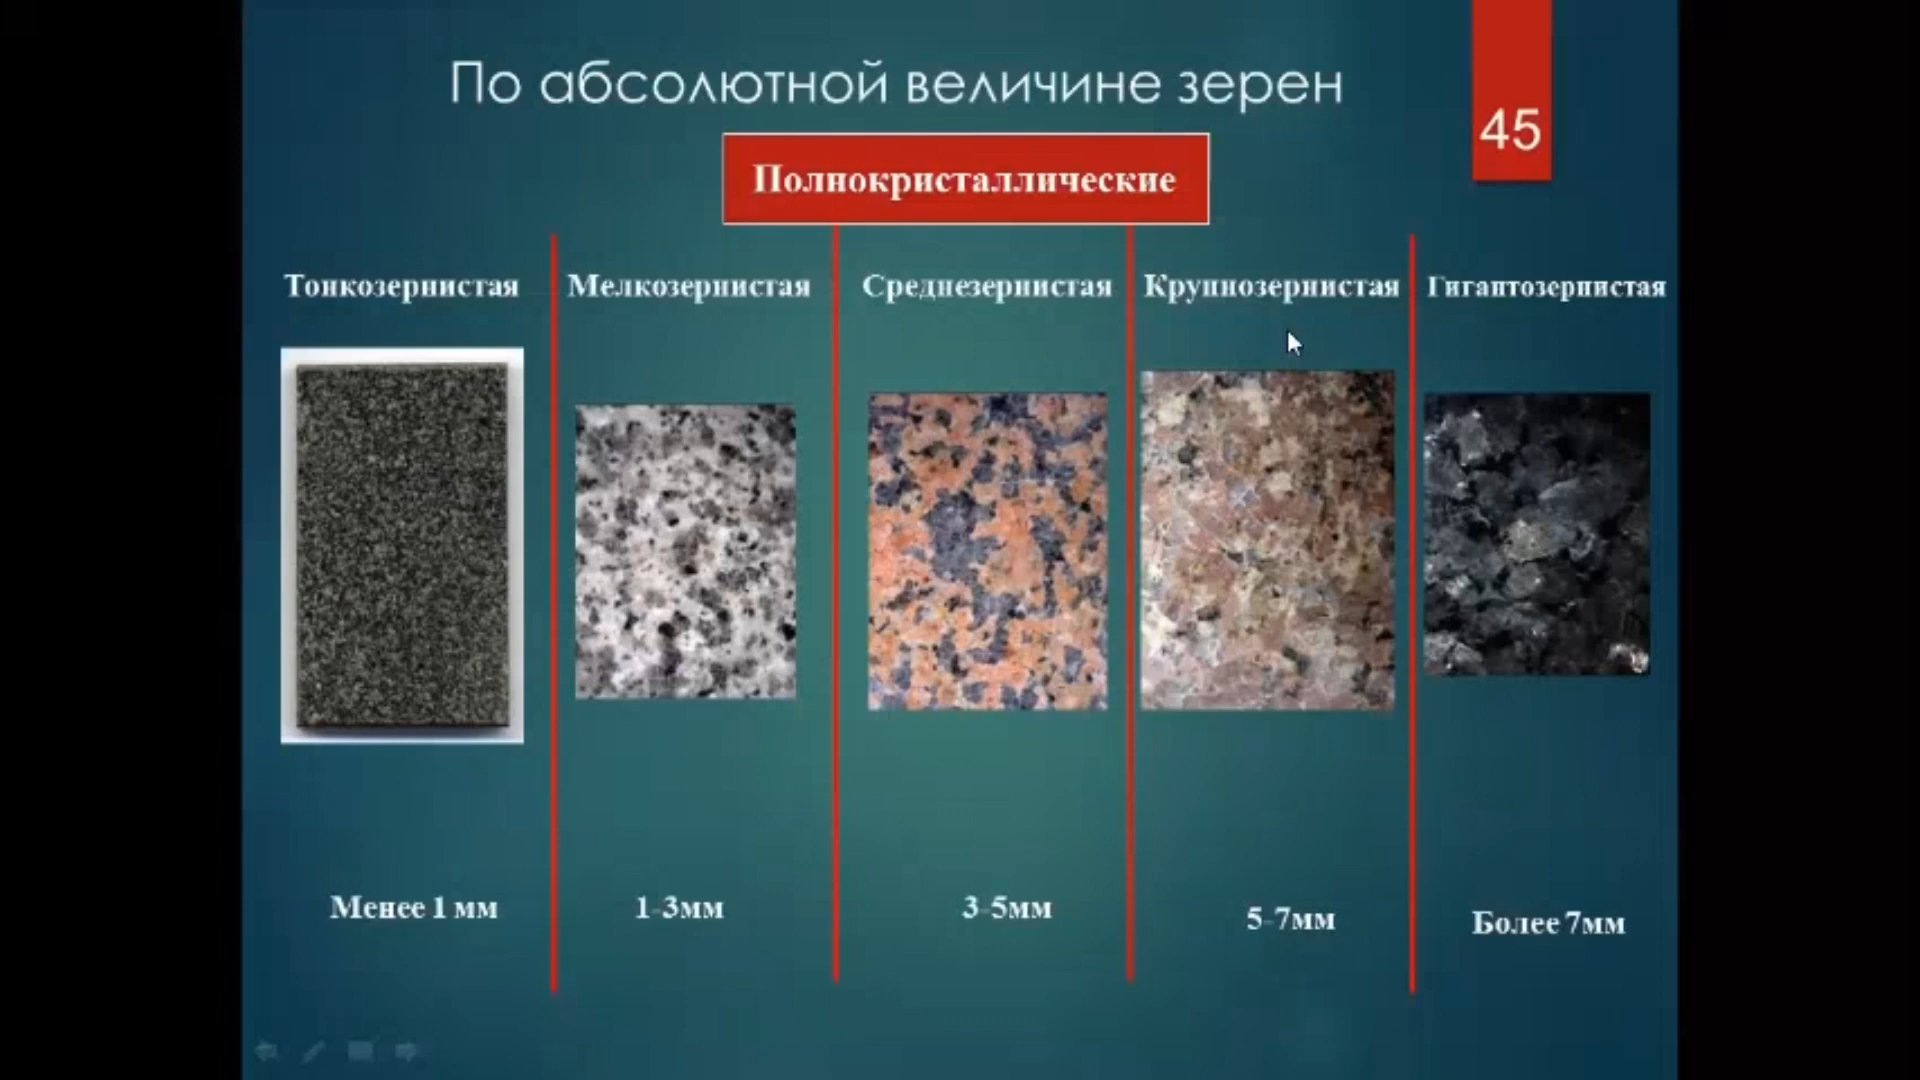 По абсолютной величине зерен
45
Полнокристаллические
Тонкозернистая
Мелкозернистая
Среднезернистая
Крупнозернистая
Гигантозернистая
Менее 1 мм
1-3мм
3-5мм
5-7мм
Более 7мм